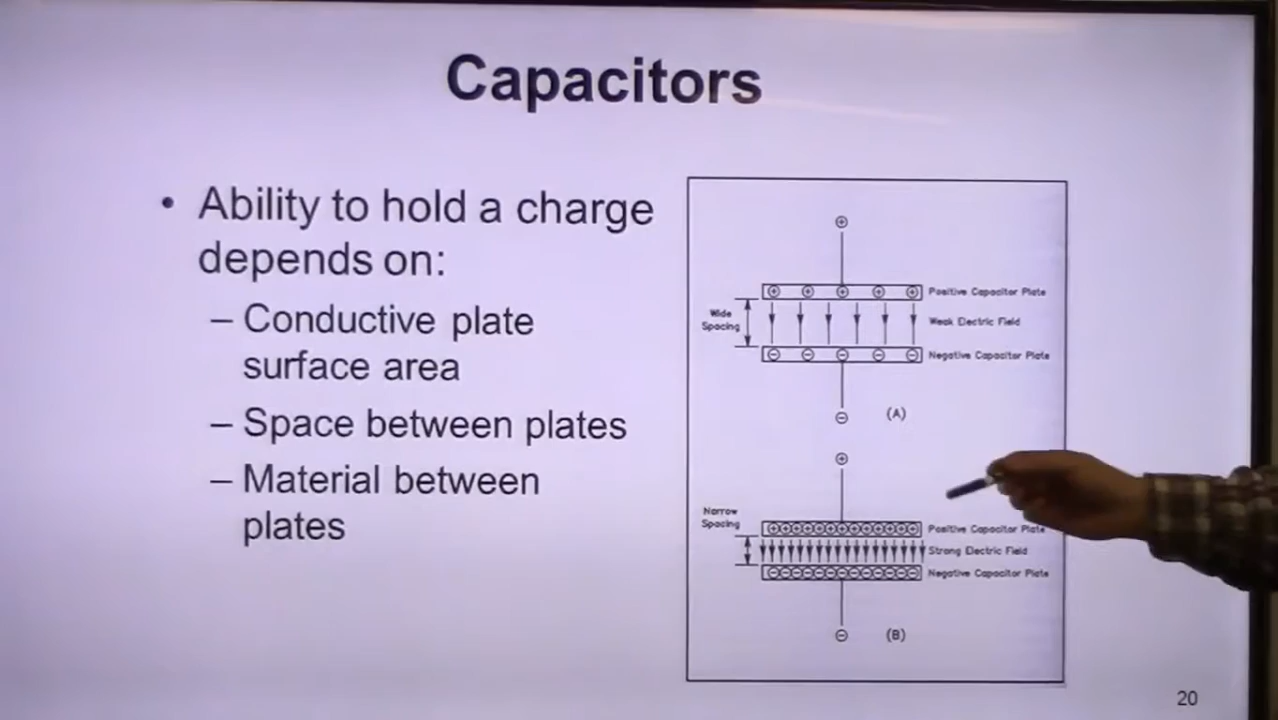 Capacitors
• Ability to hold a charge
depends on:
– Conductive plate
surface area
– Space between plates
– Material between
plates
Positive Capacitor Plate
Wide
Spacing
Weak Electric Field
Negative Capacitor Plate
(A)
Narrow
Spacing
Positive Capacitor Plate
Strong Electric Field
Negative Capacitor Plate
(B)
20